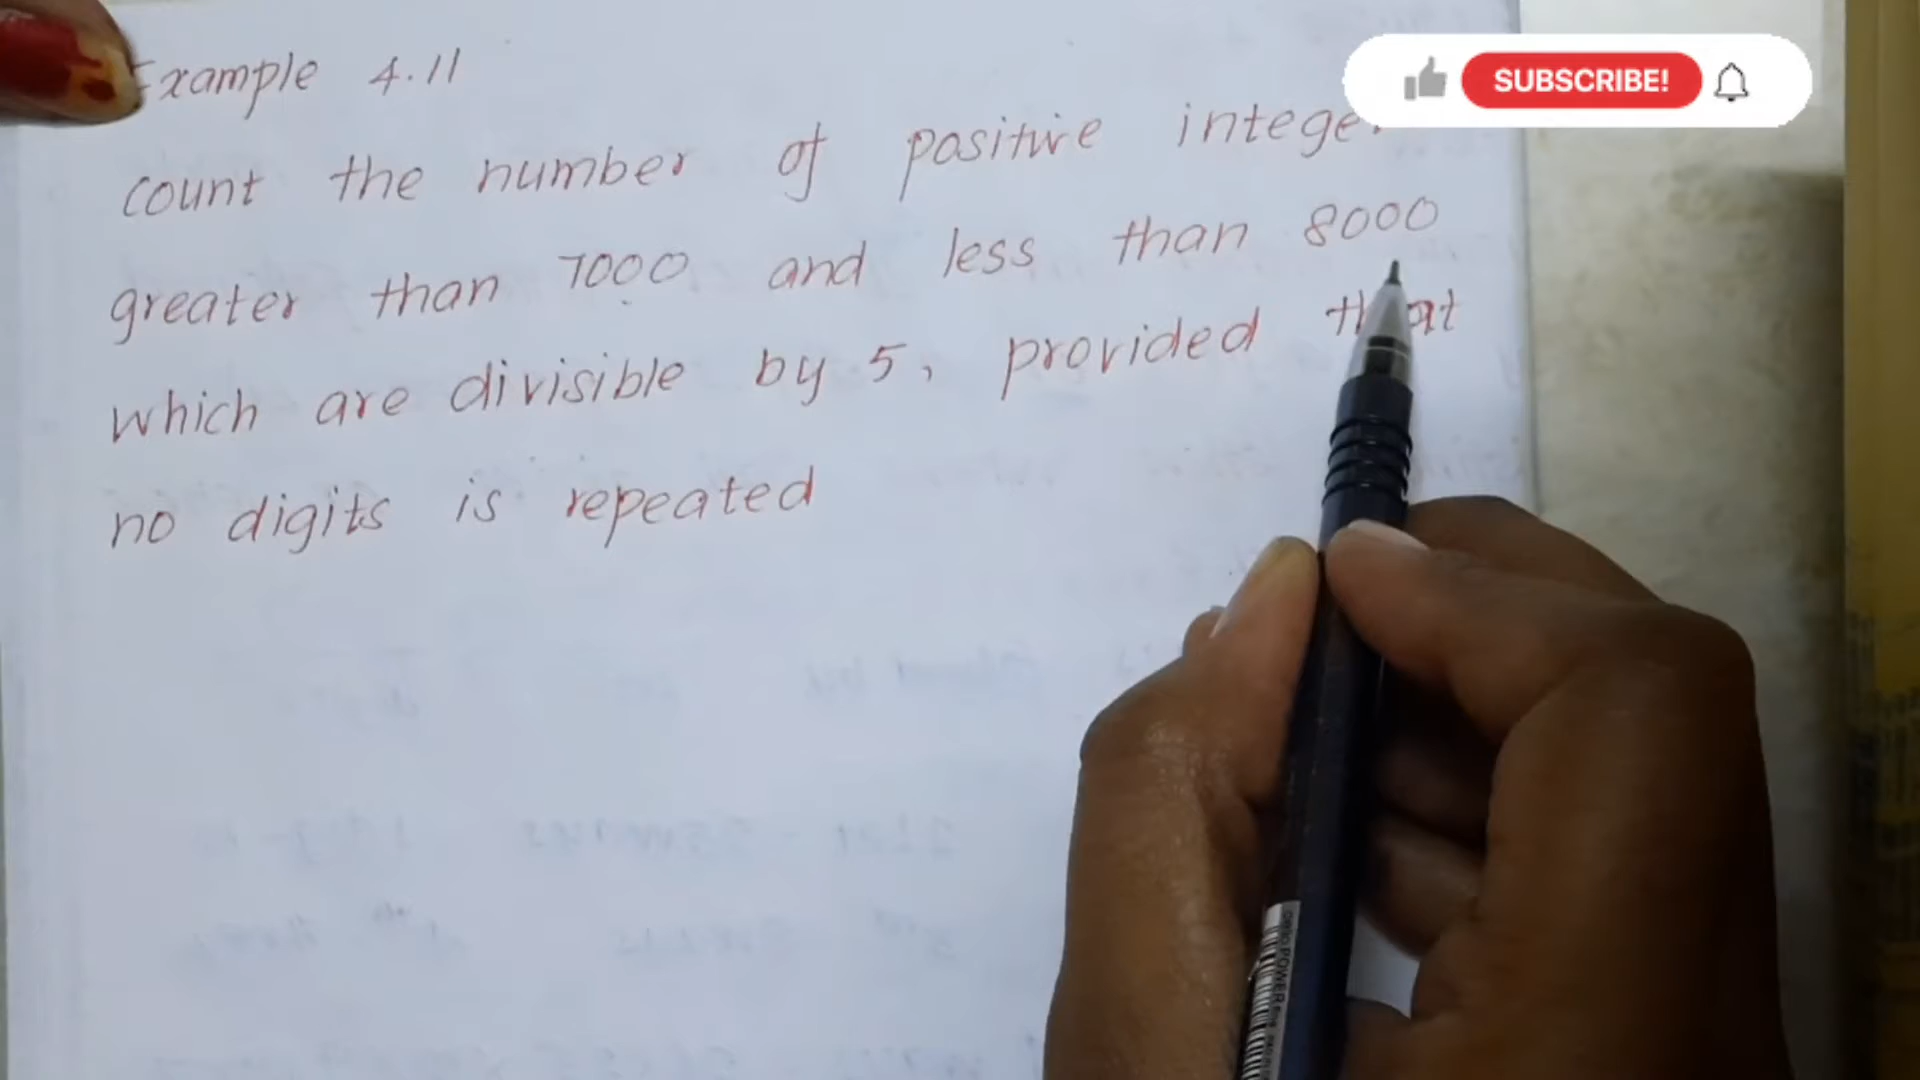 Example 4.11
SUBSCRIBE!
count the number of positive
greater than 7000 and less than 8000
which are divisible by 5, provided that
no digits is repeated